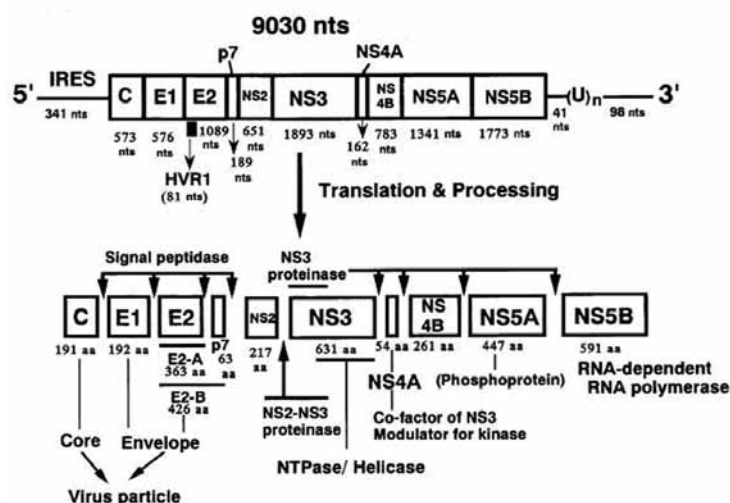 9030 nts
p7
NS4A
5' IRES C E1 E2 NS2 NS3 NS 4B NS5A NS5B (U)n 3'
341 nts
573 nts
576 nts
1089 nts
651 nts
1893 nts
783 nts
1341 nts
1773 nts
41 nts
98 nts
189 nts
162 nts
HVR1
(81 nts)
Translation & Processing
Signal peptidase
NS3
proteinase
C E1 E2 p7 NS2 NS3 NS 4B NS5A NS5B
191 aa
192 aa
E2-A
363 aa
63 aa
217 aa
631 aa
54 aa
261 aa
447 aa
591 aa
E2-B
426 aa
NS4A
(Phosphoprotein)
RNA-dependent
RNA polymerase
NS2-NS3
proteinase
Co-factor of NS3
Modulator for kinase
Core
Envelope
NTPase/ Helicase
Virus particle